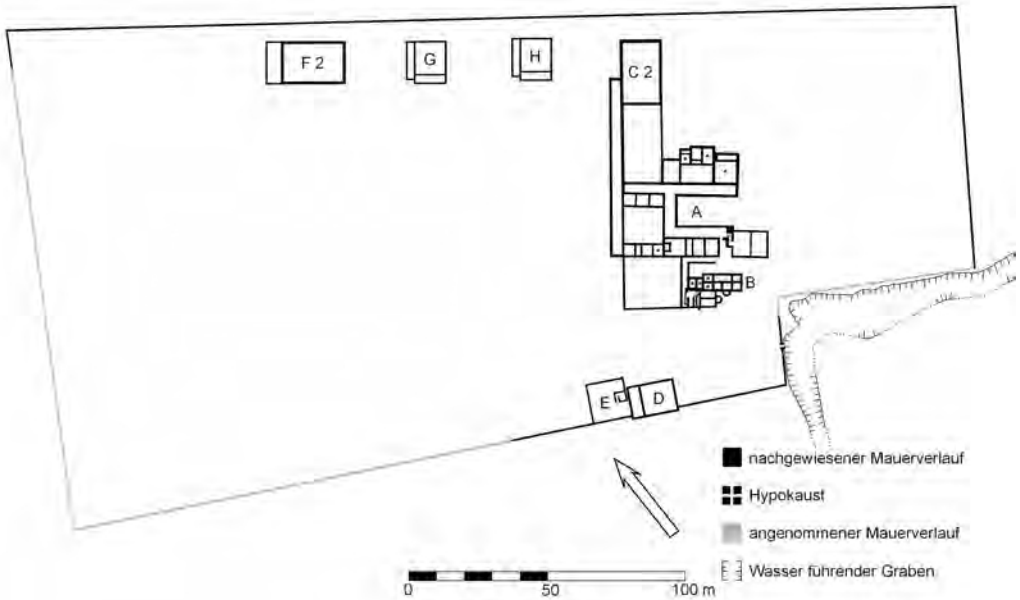 F 2
G
H
C 2
A
B
E
D
nachgewiesener Mauerverlauf
Hypokaust
angenommener Mauerverlauf
Wasser führender Graben
0
50
100 m